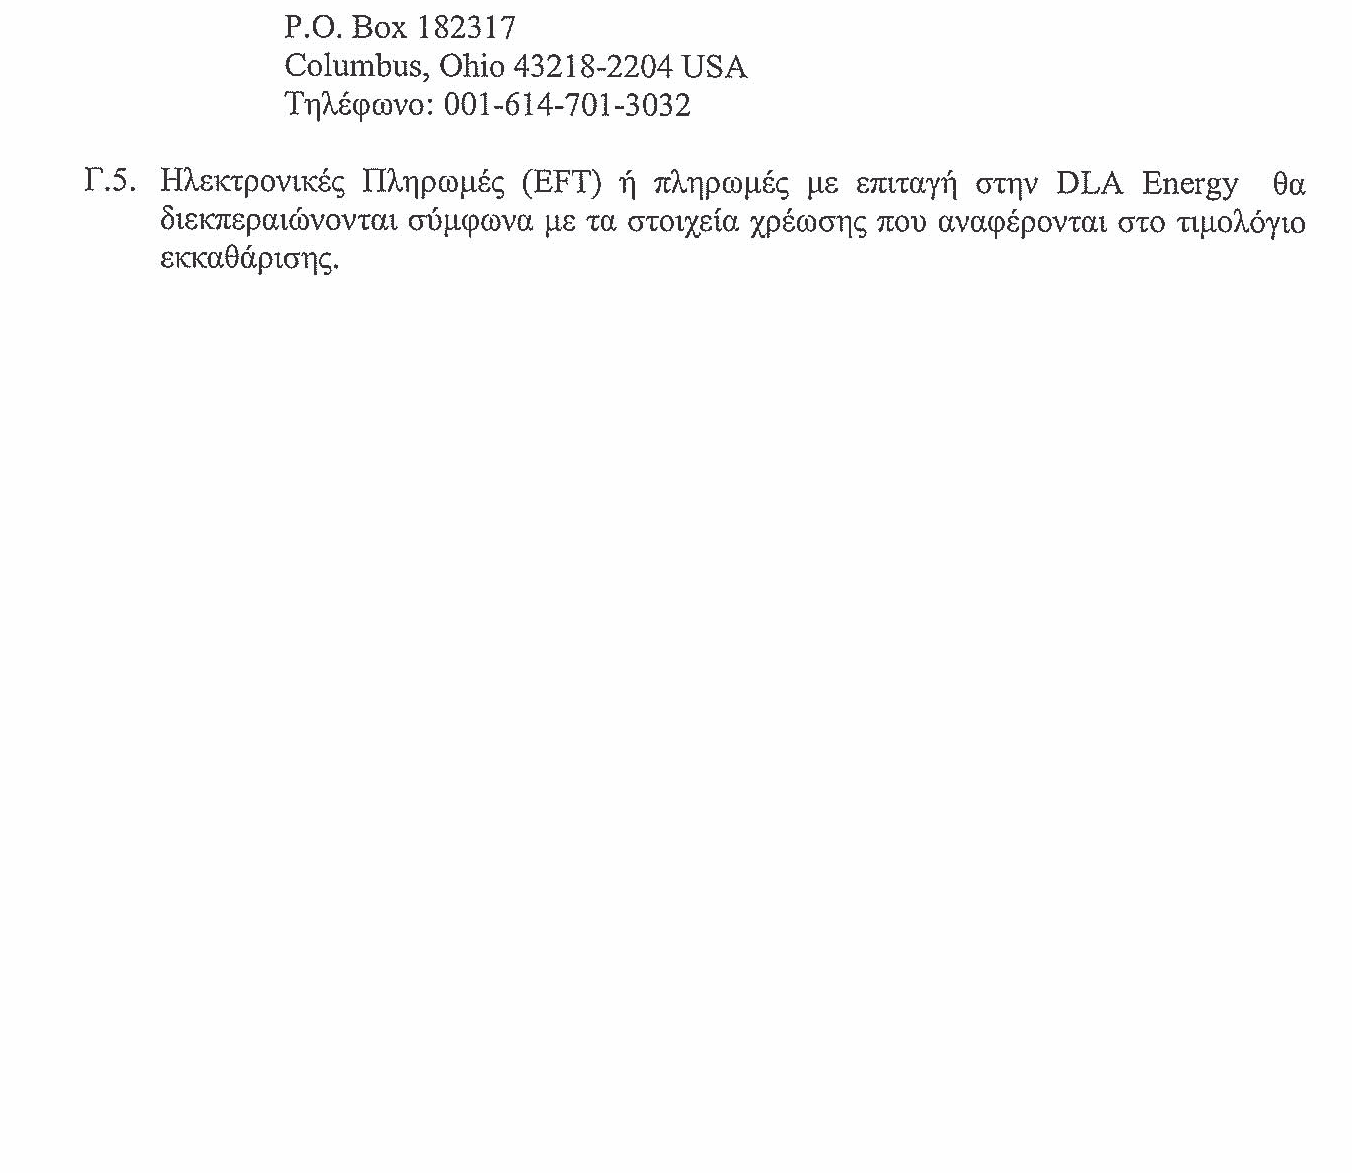 P.O. Box 182317
Columbus, Ohio 43218-2204 USA
Τηλέφωνο: 001-614-701-3032
Γ.5. Ηλεκτρονικές Πληρωμές (EFT) ή πληρωμές με επιταγή στην DLA Energy θα
διεκπεραιώνονται σύμφωνα με τα στοιχεία χρέωσης που αναφέρονται στο τιμολόγιο
εκκαθάρισης.